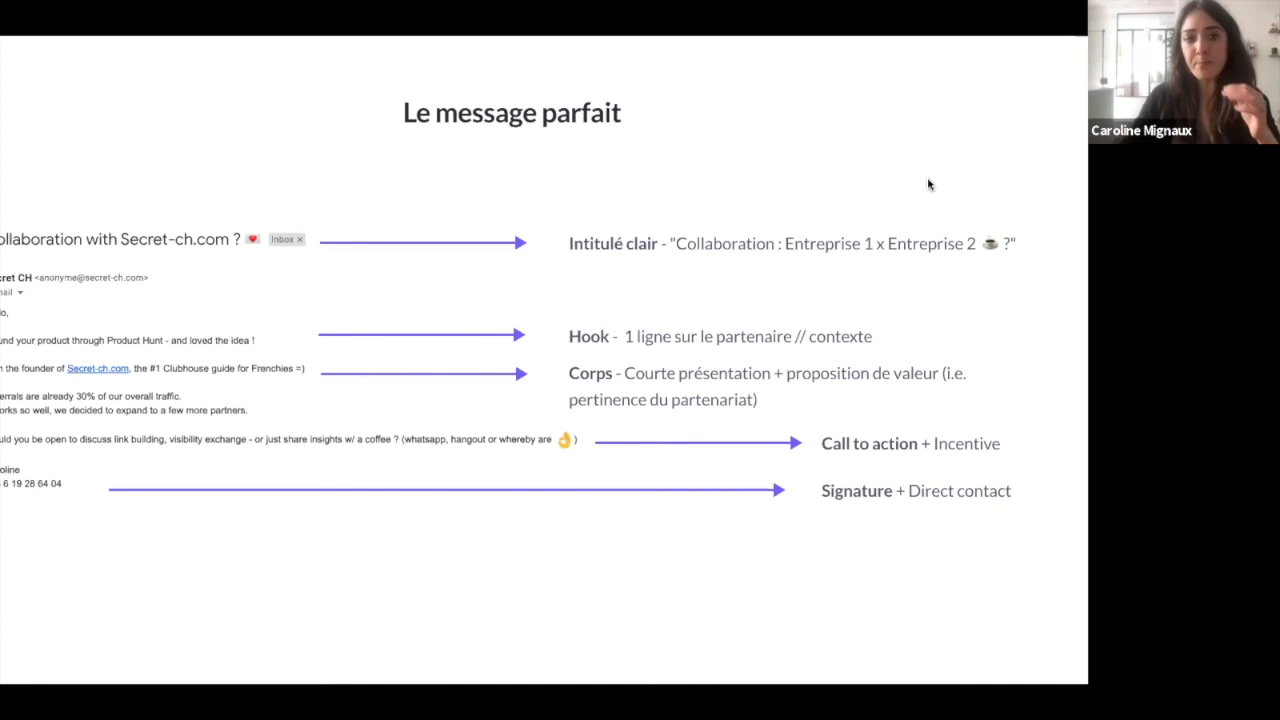 Caroline Mignaux
Le message parfait
ollaboration with Secret-ch.com ? 💌 Inbox ×
Intitulé clair - "Collaboration : Entreprise 1 x Entreprise 2 ☕ ?"
cret CH <anonyme@secret-ch.com>
mail
lo,
und your product through Product Hunt - and loved the idea !
Hook - 1 ligne sur le partenaire // contexte
n the founder of Secret-ch.com, the #1 Clubhouse guide for Frenchies =)
Corps - Courte présentation + proposition de valeur (i.e.
pertinence du partenariat)
errals are already 30% of our overall traffic.
orks so well, we decided to expand to a few more partners.
uld you be open to discuss link building, visibility exchange - or just share insights w/ a coffee ? (whatsapp, hangout or whereby are 👌 )
Call to action + Incentive
oline
6 19 28 64 04
Signature + Direct contact